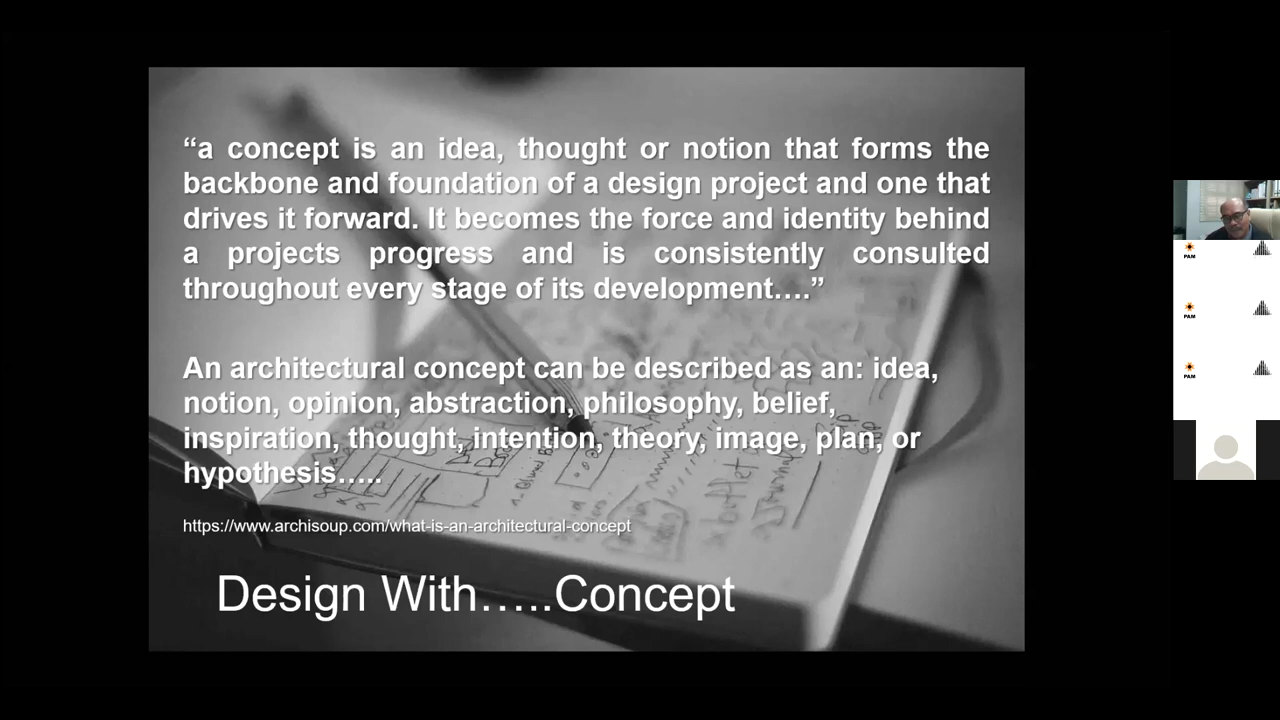 “a concept is an idea, thought or notion that forms the
backbone and foundation of a design project and one that
drives it forward. It becomes the force and identity behind
a projects progress and is consistently consulted
throughout every stage of its development….”
An architectural concept can be described as an: idea,
notion, opinion, abstraction, philosophy, belief,
inspiration, thought, intention, theory, image, plan, or
hypothesis…..
https://www.archisoup.com/what-is-an-architectural-concept
Design With…..Concept
PAM
PAM
PAM